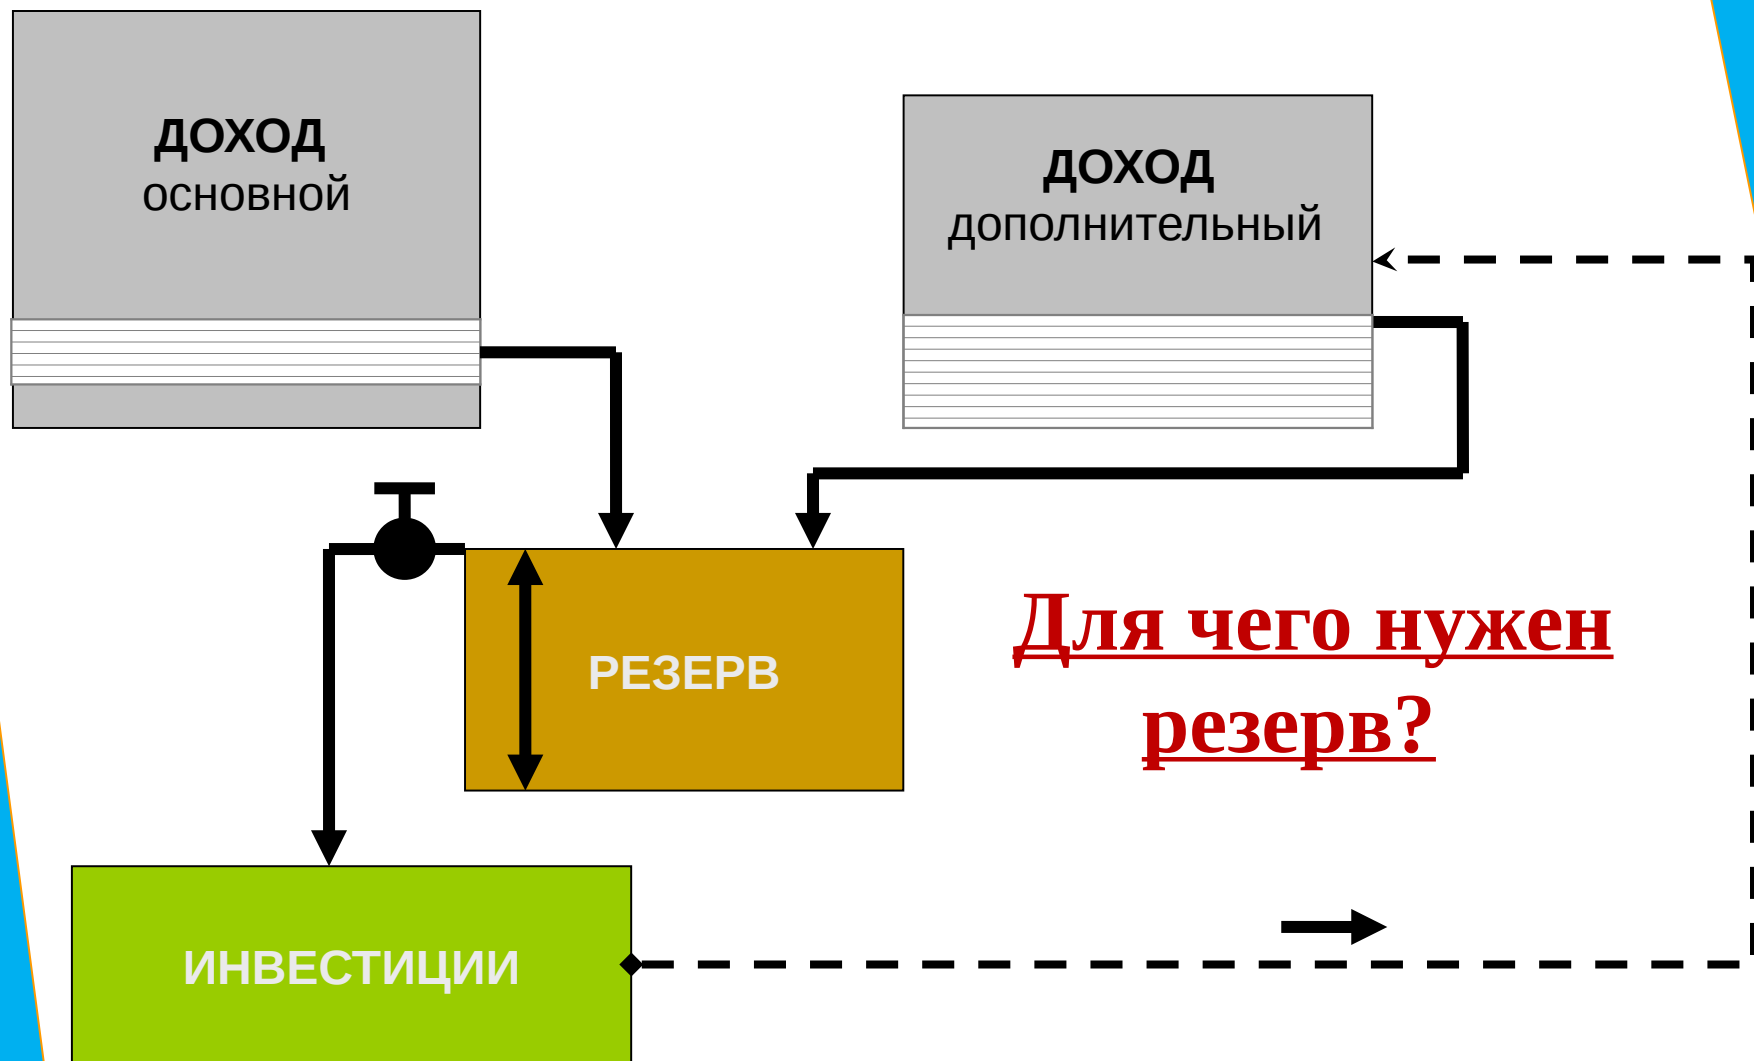 ДОХОД
основной
ДОХОД
дополнительный
РЕЗЕРВ
Для чего нужен
резерв?
ИНВЕСТИЦИИ